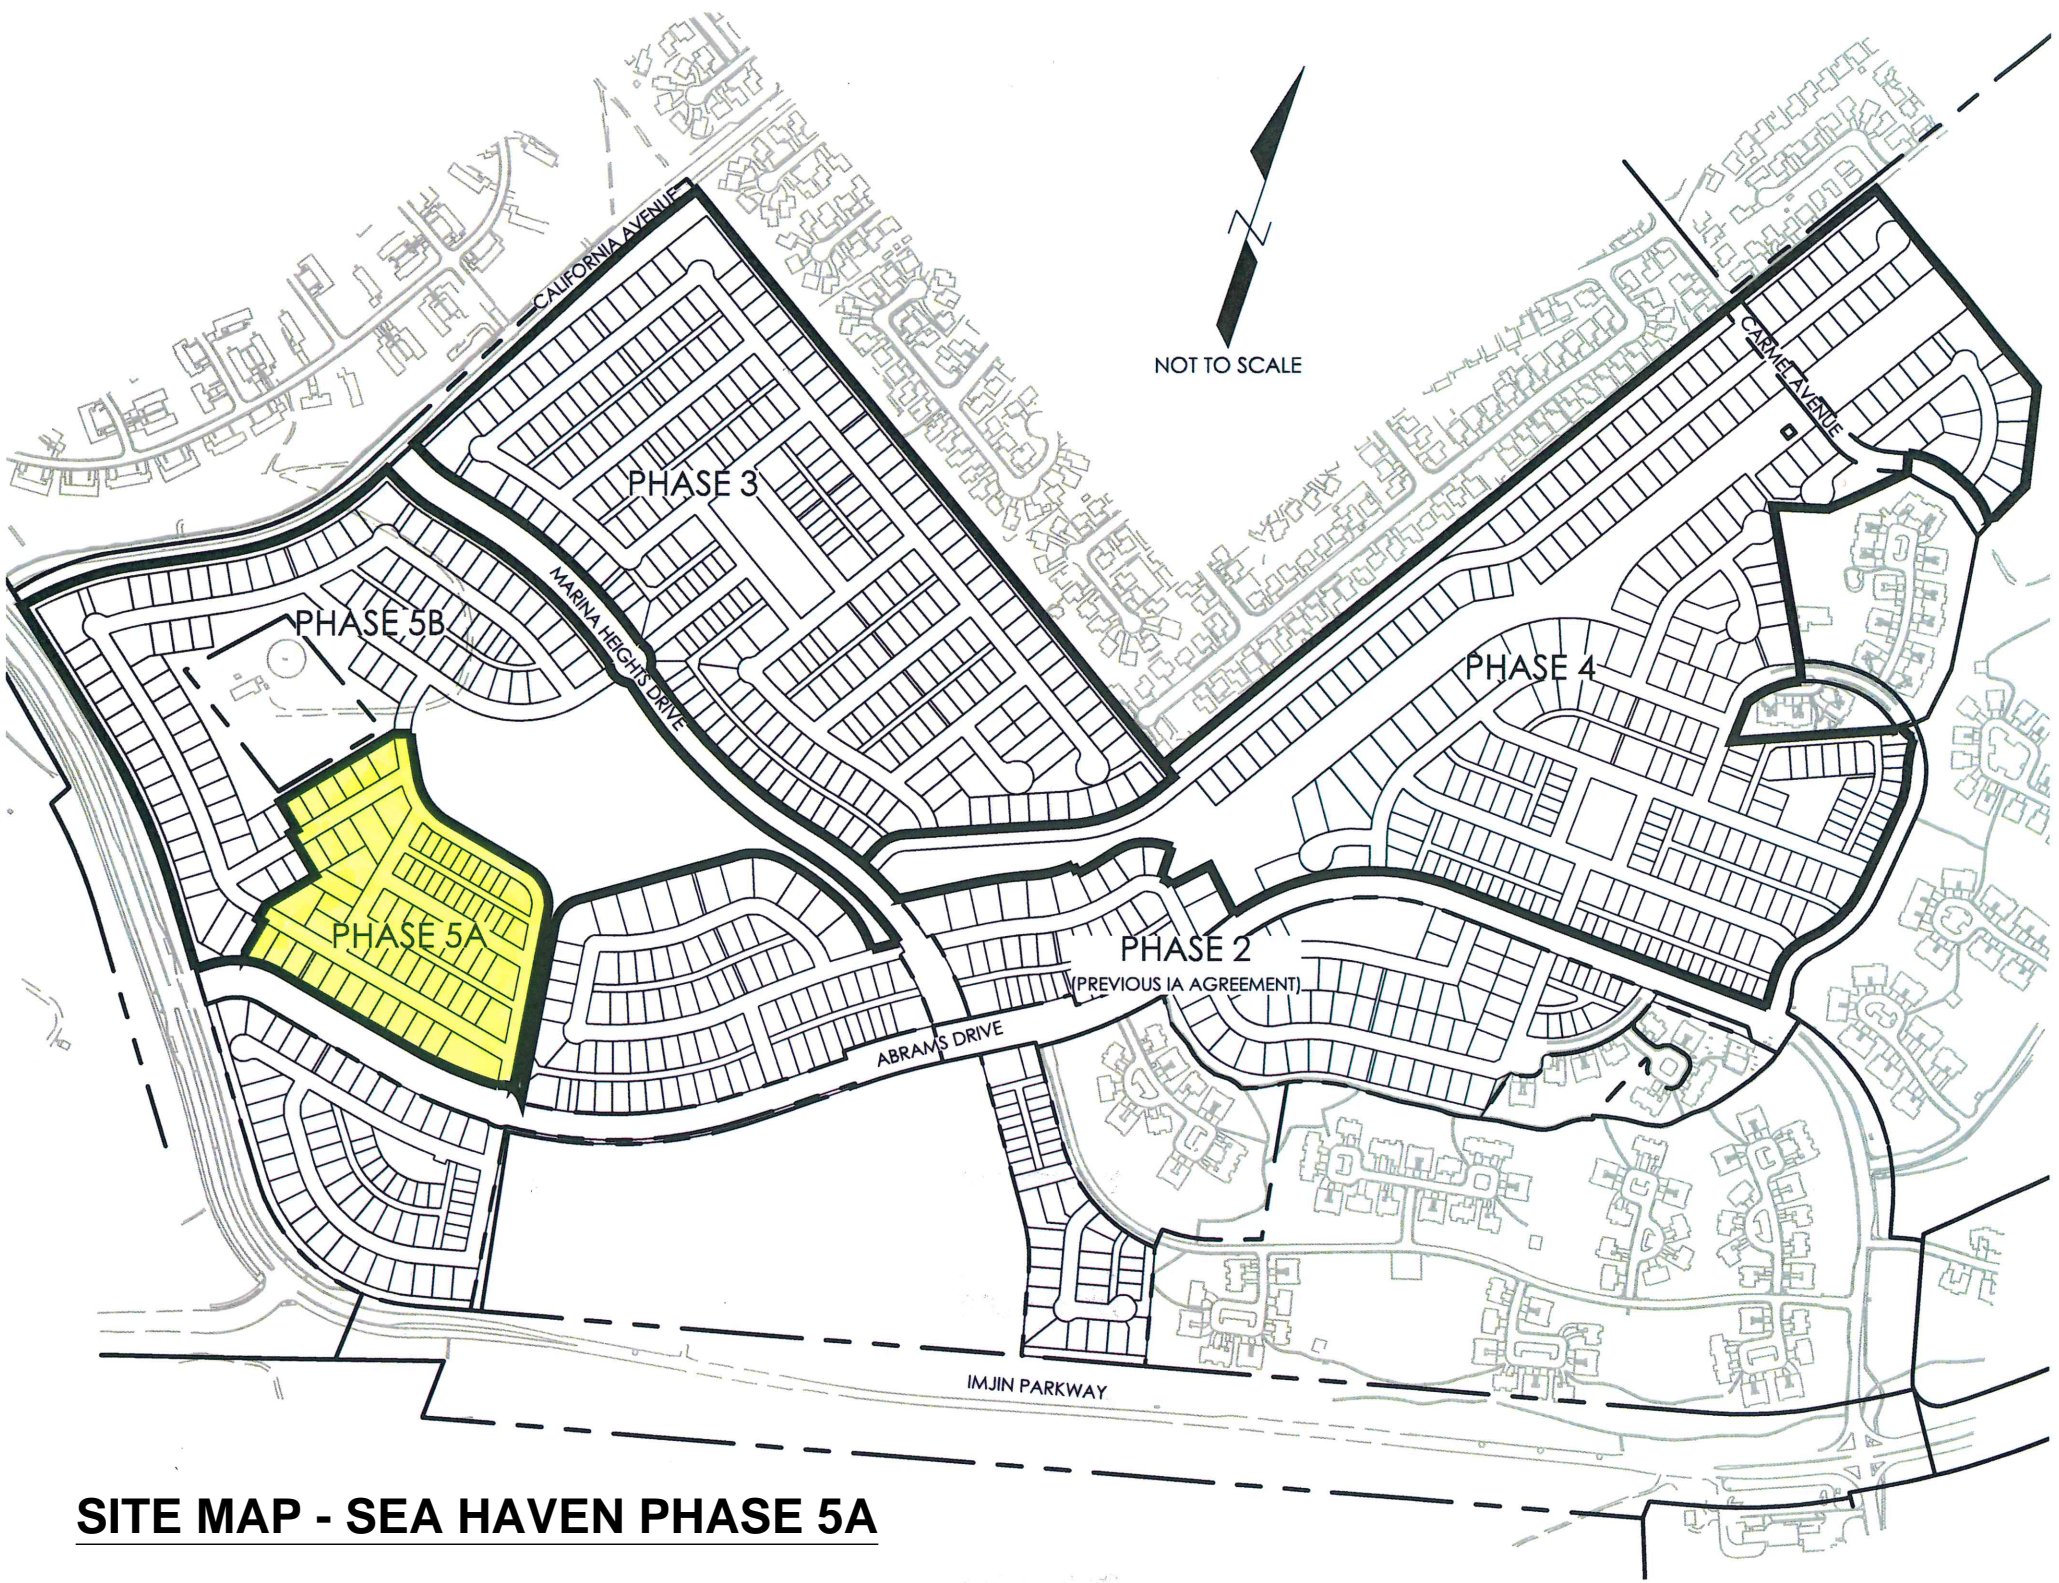 CALIFORNIA AVENUE
NOT TO SCALE
CARMEL AVENUE
PHASE 3
MARINA HEIGHTS DRIVE
PHASE 5B
PHASE 4
PHASE 5A
PHASE 2
(PREVIOUS IA AGREEMENT)
ABRAMS DRIVE
IMJIN PARKWAY
SITE MAP - SEA HAVEN PHASE 5A